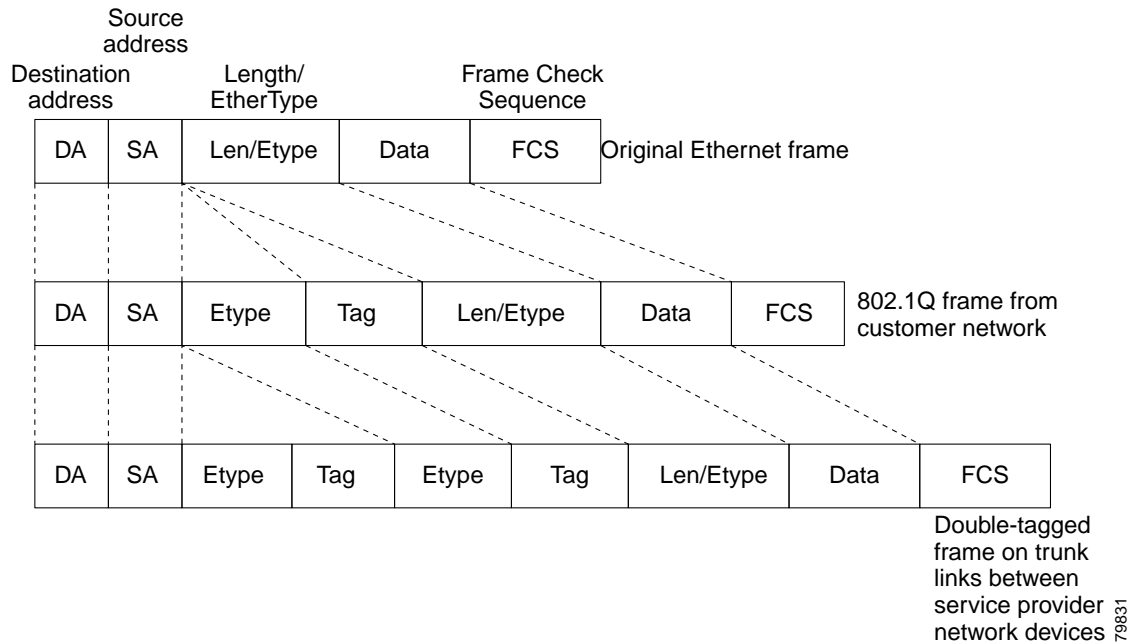 Source
address
Destination
address
Length/
EtherType
Frame Check
Sequence
DA SA Len/Etype Data FCS Original Ethernet frame
DA SA Etype Tag Len/Etype Data FCS
802.1Q frame from
customer network
DA SA Etype Tag Etype Tag Len/Etype Data FCS
Double-tagged
frame on trunk
links between
service provider
network devices
79831